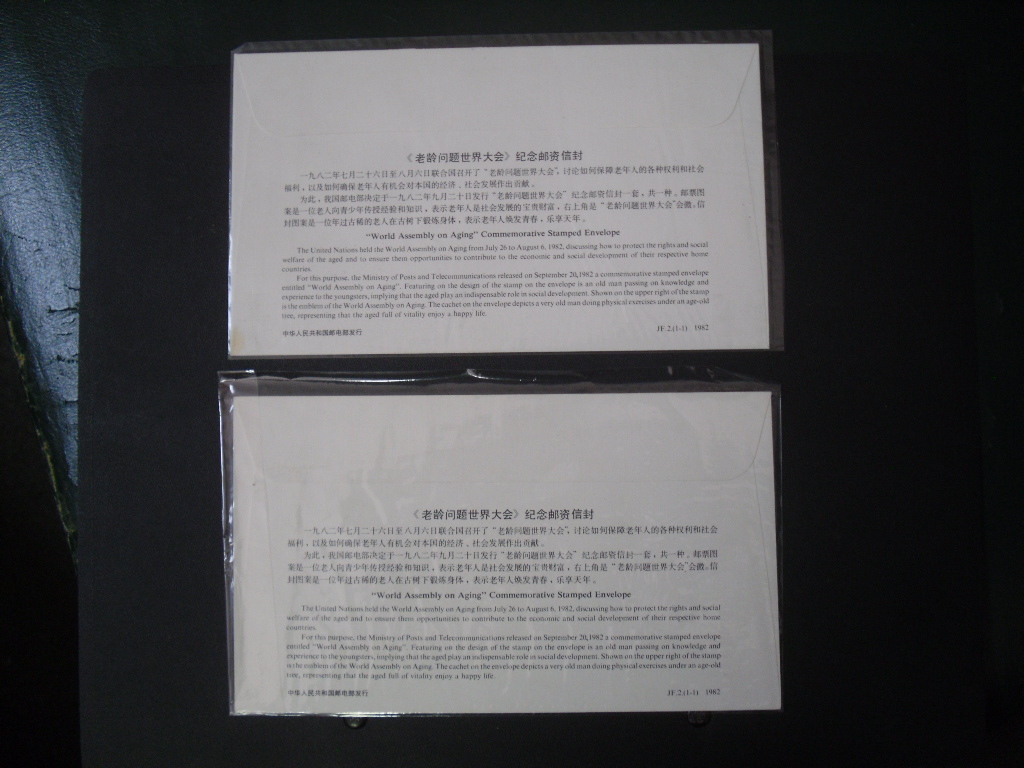 《老龄问题世界大会》纪念邮资信封
一九八二年七月二十六日至八月六日联合国召开了“老龄问题世界大会”，讨论如何保障老年人的各种权利和社会
福利，以及如何确保老年人有机会对本国的经济、社会发展作出贡献。
为此，我国邮电部决定于一九八二年九月二十日发行“老龄问题世界大会”纪念邮资信封一套，共一种。邮票图
案是一位老人向青少年传授经验和知识，表示老年人是社会发展的宝贵财富，右上角是“老龄问题世界大会”会徽。信
封图案是一位年过古稀的老人在古树下锻炼身体，表示老年人焕发青春，乐享天年。
“World Assembly on Aging” Commemorative Stamped Envelope
The United Nations held the World Assembly on Aging from July 26 to August 6, 1982, discussing how to protect the rights and social
welfare of the aged and to ensure them opportunities to contribute to the economic and social development of their respective home
countries.
For this purpose, the Ministry of Posts and Telecommunications released on September 20,1982 a commemorative stamped envelope
entitled “World Assembly on Aging”. Featuring on the design of the stamp on the envelope is an old man passing on knowledge and
experience to the youngsters, implying that the aged play an indispensable role in social development. Shown on the upper right of the stamp
is the emblem of the World Assembly on Aging. The cachet on the envelope depicts a very old man doing physical exercises under an age-old
tree, representing that the aged full of vitality enjoy a happy life.
中华人民共和国邮电部发行 JF.2.(1-1) 1982
《老龄问题世界大会》纪念邮资信封
一九八二年七月二十六日至八月六日联合国召开了“老龄问题世界大会”，讨论如何保障老年人的各种权利和社会
福利，以及如何确保老年人有机会对本国的经济、社会发展作出贡献。
为此，我国邮电部决定于一九八二年九月二十日发行“老龄问题世界大会”纪念邮资信封一套，共一种。邮票图
案是一位老人向青少年传授经验和知识，表示老年人是社会发展的宝贵财富，右上角是“老龄问题世界大会”会徽。信
封图案是一位年过古稀的老人在古树下锻炼身体，表示老年人焕发青春，乐享天年。
“World Assembly on Aging” Commemorative Stamped Envelope
The United Nations held the World Assembly on Aging from July 26 to August 6, 1982, discussing how to protect the rights and social
welfare of the aged and to ensure them opportunities to contribute to the economic and social development of their respective home
countries.
For this purpose, the Ministry of Posts and Telecommunications released on September 20,1982 a commemorative stamped envelope
entitled “World Assembly on Aging”. Featuring on the design of the stamp on the envelope is an old man passing on knowledge and
experience to the youngsters, implying that the aged play an indispensable role in social development. Shown on the upper right of the stamp
is the emblem of the World Assembly on Aging. The cachet on the envelope depicts a very old man doing physical exercises under an age-old
tree, representing that the aged full of vitality enjoy a happy life.
中华人民共和国邮电部发行 JF.2.(1-1) 1982